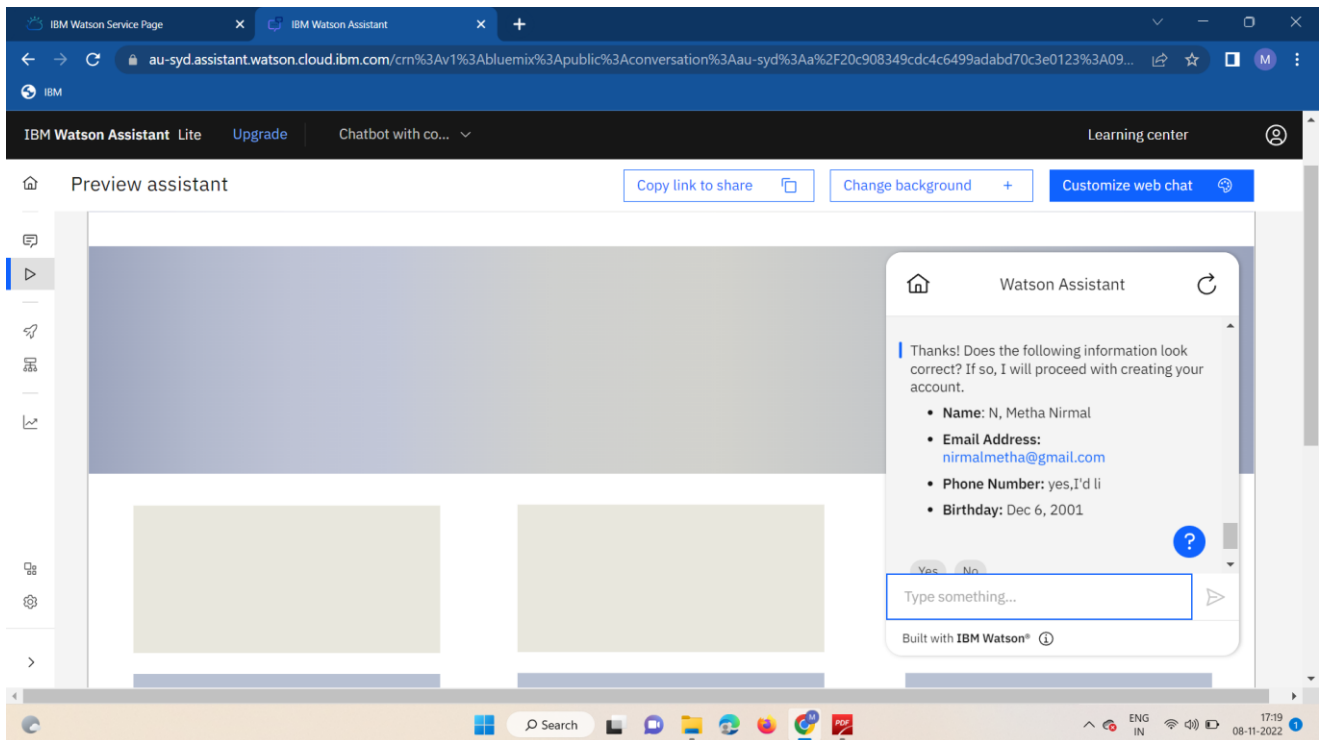 IBM Watson Service Page
IBM Watson Assistant
au-syd.assistant.watson.cloud.ibm.com/crn%3Av1%3Abluemix%3Apublic%3Aconversation%3Aau-syd%3Aa%2F20c908349cdc4c6499adabd70c3e0123%3A09...
M
IBM
IBM Watson Assistant Lite Upgrade Chatbot with co... Learning center
Preview assistant Copy link to share Change background + Customize web chat
Watson Assistant
Thanks! Does the following information look
correct? If so, I will proceed with creating your
account.
• Name: N, Metha Nirmal
• Email Address:
nirmalmetha@gmail.com
• Phone Number: yes,I'd li
• Birthday: Dec 6, 2001
?
Yes No
Type something...
Built with IBM Watson®
Search
PDF
ENG
IN
17:19
08-11-2022
1